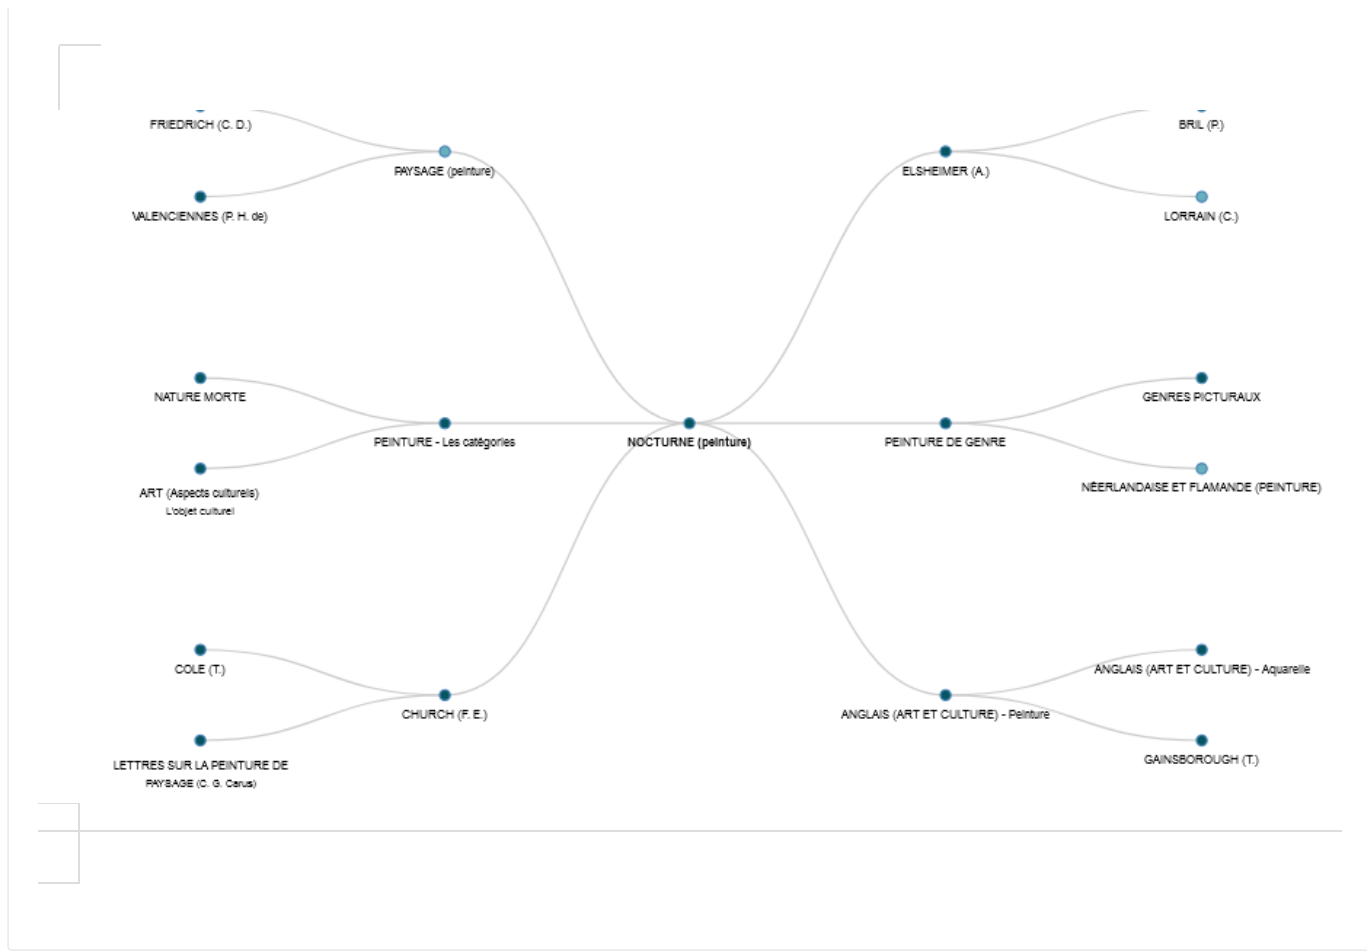 FRIEDRICH (C. D.)
BRIL (P.)
PAYSAGE (peinture)
ELSHEIMER (A.)
VALENCIENNES (P. H. de)
LORRAIN (C.)
NATURE MORTE
GENRES PICTURAUX
PEINTURE - Les catégories
NOCTURNE (peinture)
PEINTURE DE GENRE
ART (Aspects culturels)
L'objet culturel
NÉERLANDAISE ET FLAMANDE (PEINTURE)
COLE (T.)
ANGLAIS (ART ET CULTURE) - Aquarelle
CHURCH (F. E.)
ANGLAIS (ART ET CULTURE) - Peinture
LETTRES SUR LA PEINTURE DE
PAYSAGE (C. G. Carus)
GAINSBOROUGH (T.)